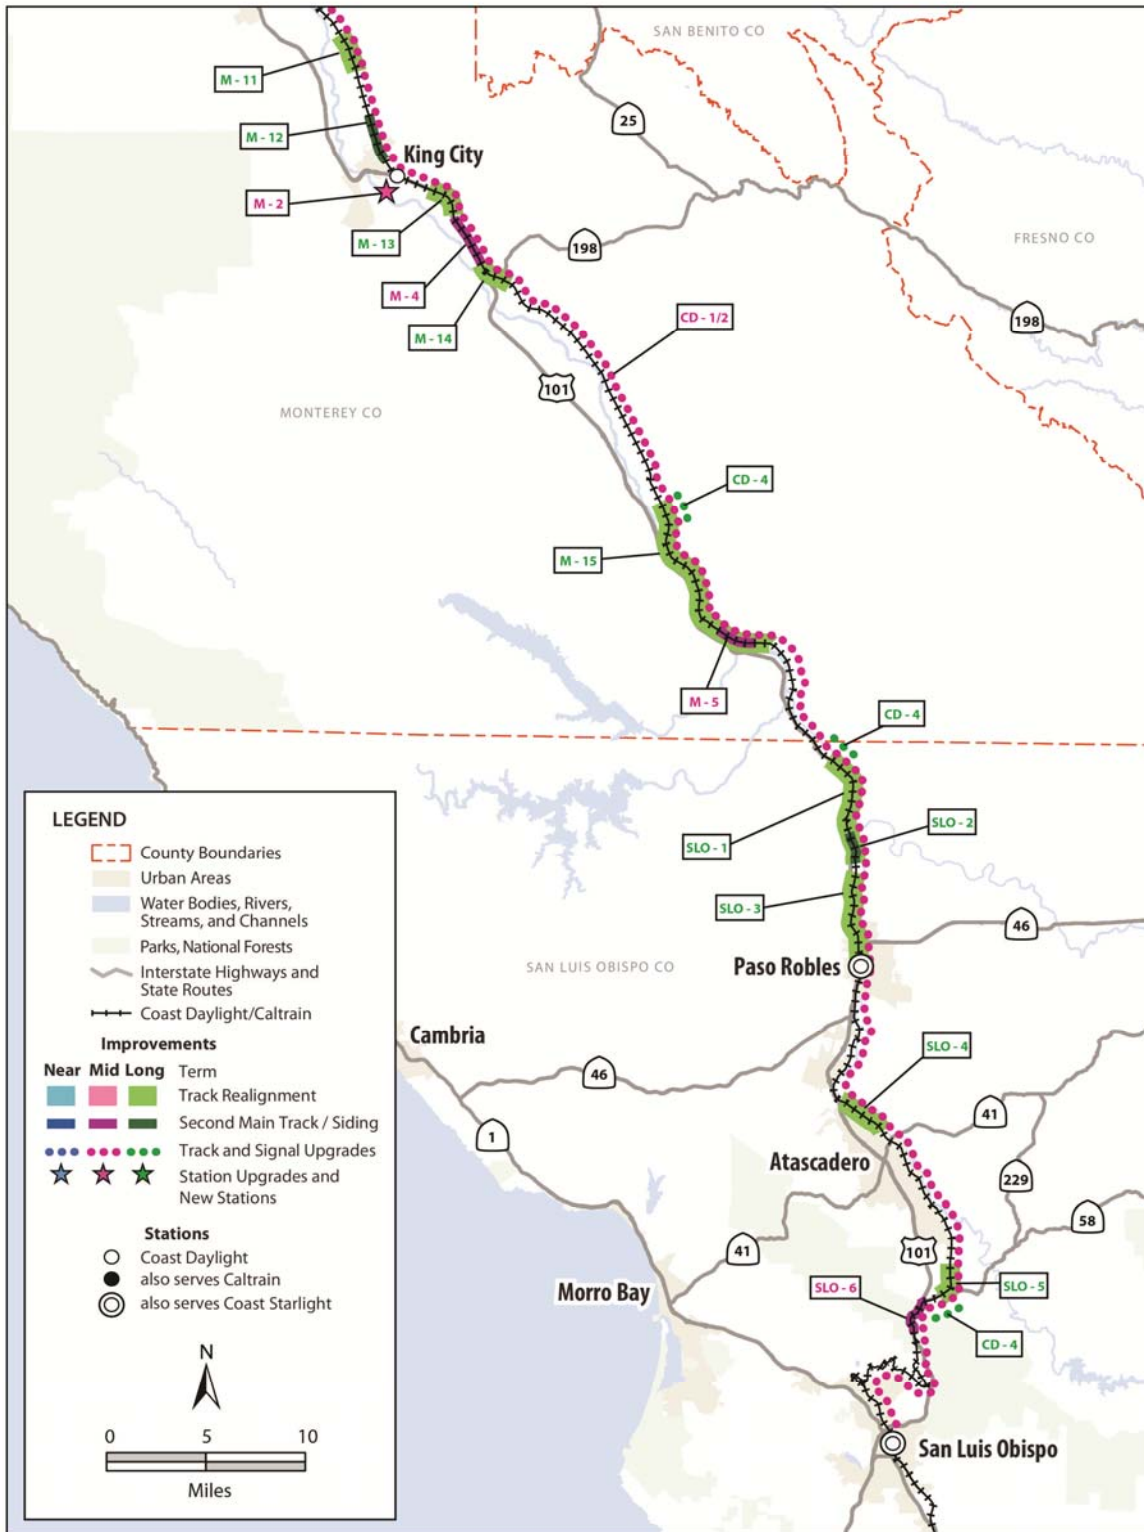 SAN BENITO CO
M - 11
25
M - 12
King City
M - 2
M - 13
198
FRESNO CO
M - 4
198
CD - 1/2
M - 14
101
MONTEREY CO
CD - 4
M - 15
M - 5
CD - 4
SLO - 2
SLO - 1
SLO - 3
46
Paso Robles
SAN LUIS OBISPO CO
Cambria
SLO - 4
46
41
1
Atascadero
229
58
41
101
Morro Bay
SLO - 6
SLO - 5
CD - 4
San Luis Obispo
LEGEND
County Boundaries
Urban Areas
Water Bodies, Rivers,
Streams, and Channels
Parks, National Forests
Interstate Highways and
State Routes
Coast Daylight/Caltrain
Improvements
Near Mid Long Term
Track Realignment
Second Main Track / Siding
Track and Signal Upgrades
Station Upgrades and
New Stations
Stations
Coast Daylight
also serves Caltrain
also serves Coast Starlight
N
0 5 10
Miles